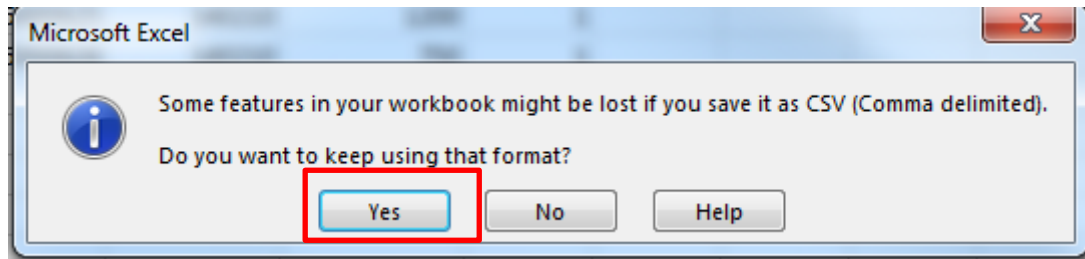 Microsoft Excel
Some features in your workbook might be lost if you save it as CSV (Comma delimited).
Do you want to keep using that format?
Yes No Help